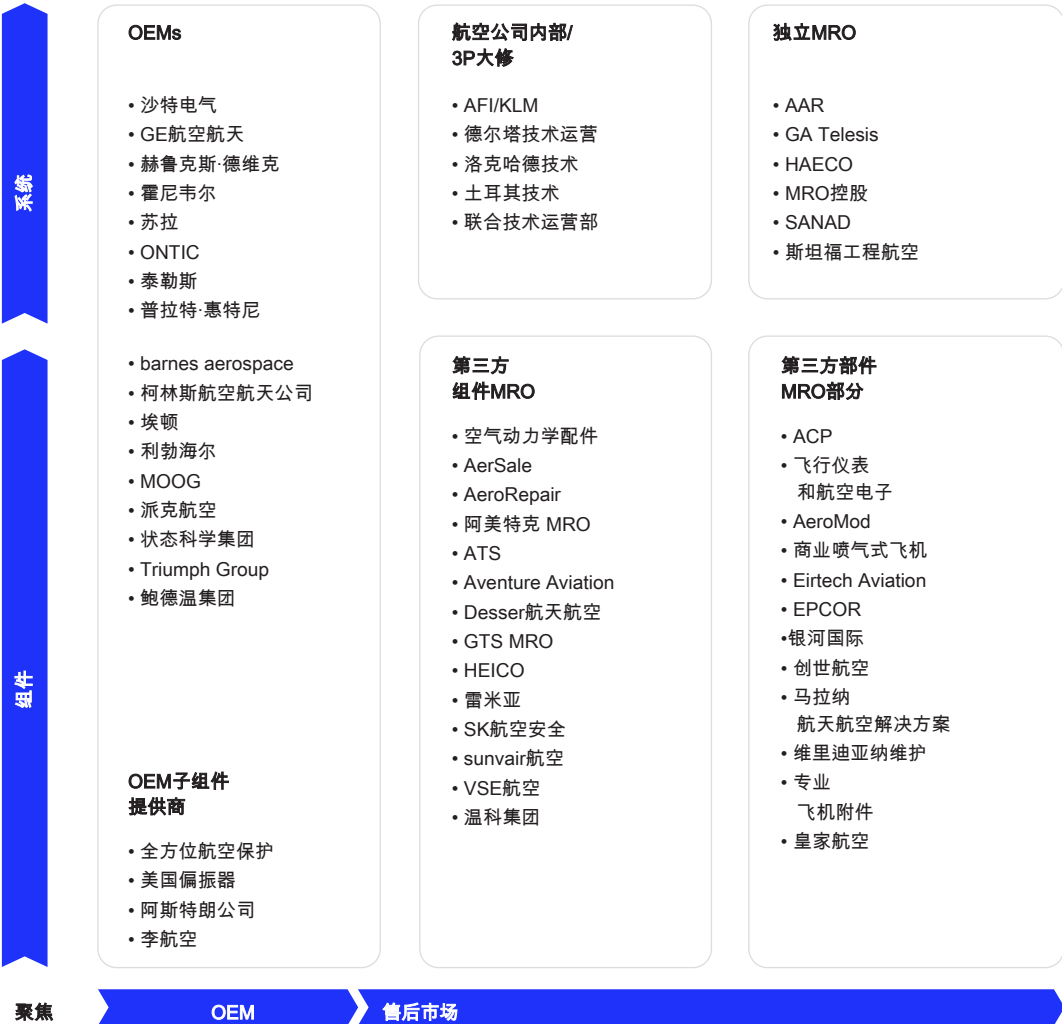 系统
OEMs
• 沙特电气
• GE航空航天
• 赫鲁克斯·德维克
• 霍尼韦尔
• 苏拉
• ONTIC
• 泰勒斯
• 普拉特·惠特尼
航空公司内部/
3P大修
• AFI/KLM
• 德尔塔技术运营
• 洛克哈德技术
• 土耳其技术
• 联合技术运营部
独立MRO
• AAR
• GA Telesis
• HAECO
• MRO控股
• SANAD
• 斯坦福工程航空
组件
• barnes aerospace
• 柯林斯航空航天公司
• 埃顿
• 利勃海尔
• MOOG
• 派克航空
• 状态科学集团
• Triumph Group
• 鲍德温集团
OEM子组件
提供商
• 全方位航空保护
• 美国偏振器
• 阿斯特朗公司
• 李航空
第三方
组件MRO
• 空气动力学配件
• AerSale
• AeroRepair
• 阿美特克 MRO
• ATS
• Aventure Aviation
• Desser航天航空
• GTS MRO
• HEICO
• 雷米亚
• SK航空安全
• sunvair航空
• VSE航空
• 温科集团
第三方部件
MRO部分
• ACP
• 飞行仪表
和航空电子
• AeroMod
• 商业喷气式飞机
• Eirtech Aviation
• EPCOR
•银河国际
• 创世航空
• 马拉纳
航天航空解决方案
• 维里迪亚纳维护
• 专业
飞机附件
• 皇家航空
聚焦
OEM
售后市场